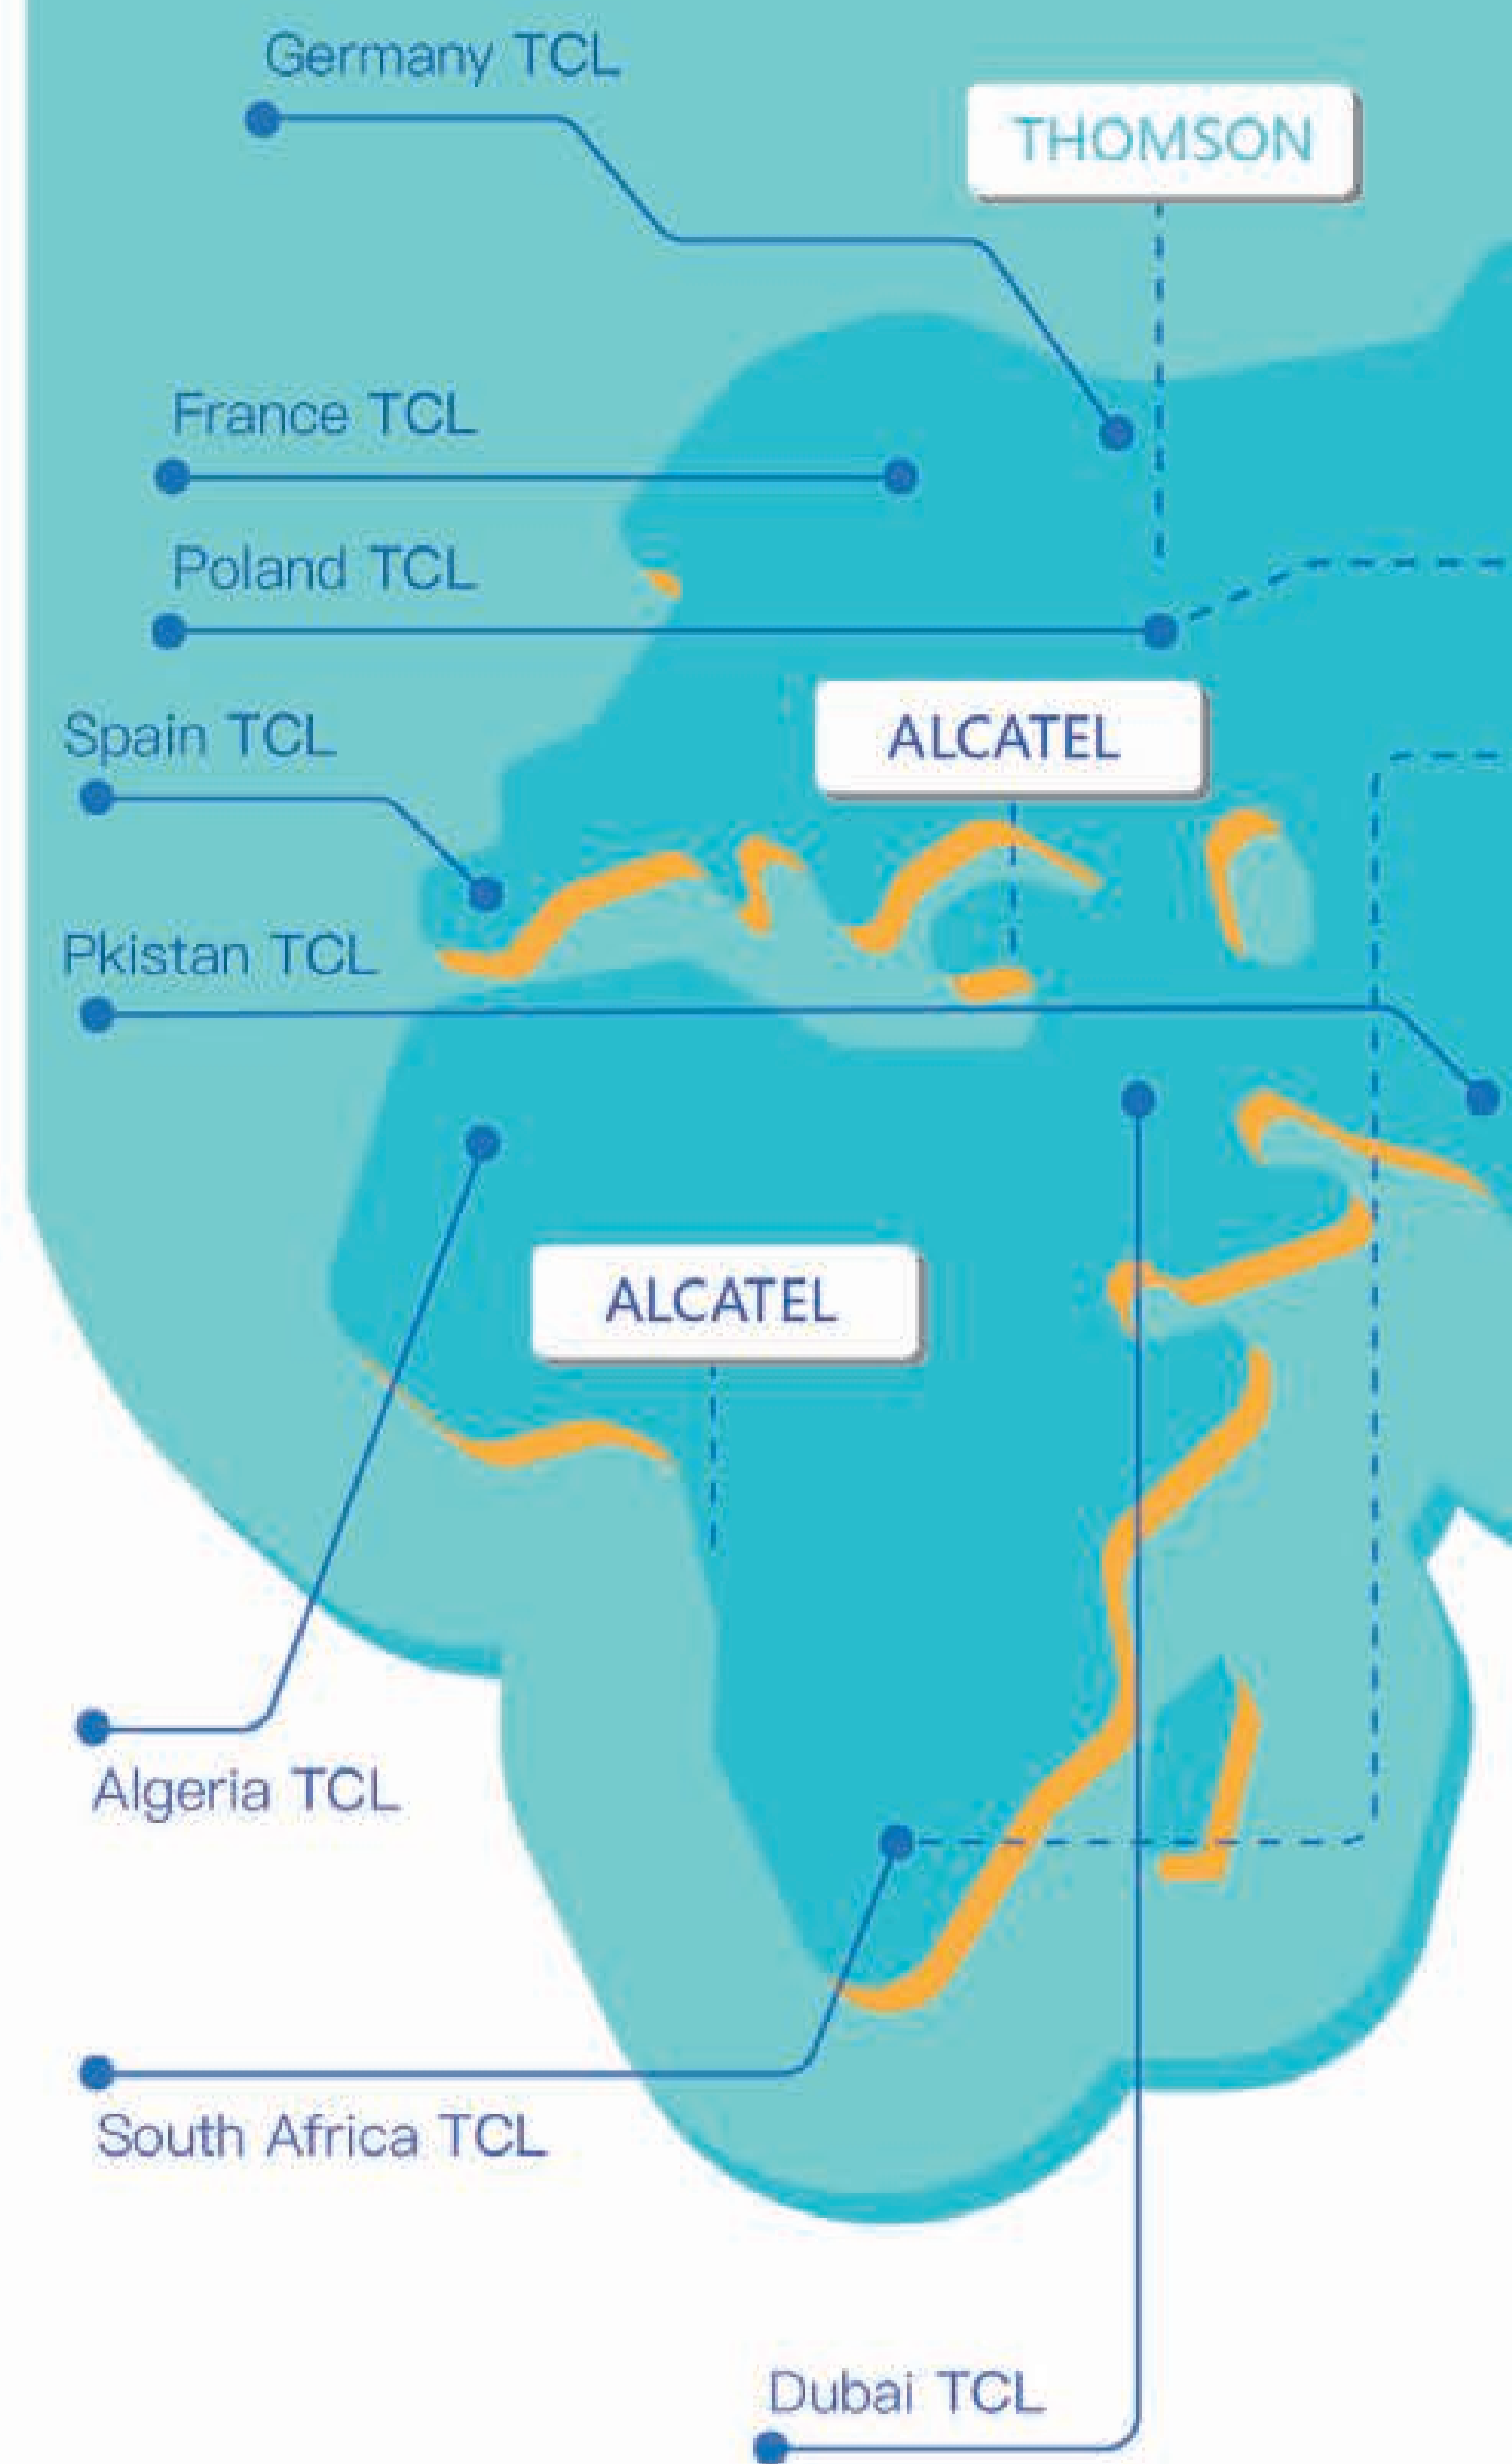 Germany TCL
THOMSON
France TCL
Poland TCL
ALCATEL
Spain TCL
Pkistan TCL
ALCATEL
Algeria TCL
South Africa TCL
Dubai TCL